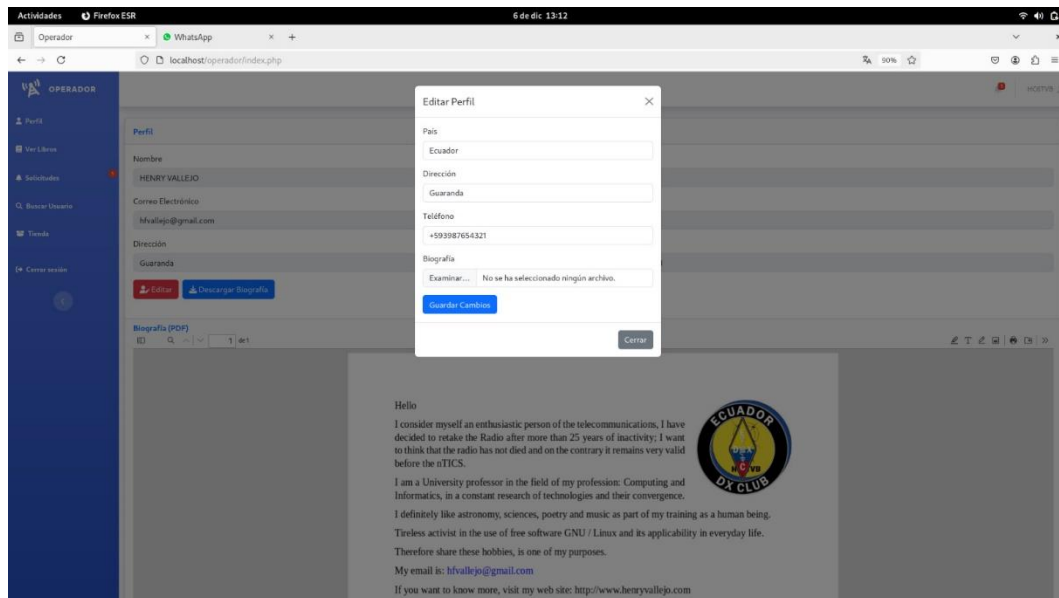 Actividades
Firefox ESR
6 de dic 13:12
Operador
WhatsApp
localhost/operador/index.php
90%
OPERADOR
Perfil
Ver Libros
Solicitudes
Buscar Usuario
Tienda
Cerrar sesión
Perfil
Nombre
HENRY VALLEJO
Correo Electrónico
hfvallejo@gmail.com
Dirección
Guaranda
Editar
Descargar Biografía
Editar Perfil
País
Ecuador
Dirección
Guaranda
Teléfono
+593987654321
Biografía
Examinar... No se ha seleccionado ningún archivo.
Guardar Cambios
Cerrar
Biografía (PDF)
1 de 1
Hello
I consider myself an enthusiastic person of the telecommunications, I have
decided to retake the Radio after more than 25 years of inactivity; I want
to think that the radio has not died and on the contrary it remains very valid
before the nTICS.
I am a University professor in the field of my profession: Computing and
Informatics, in a constant research of technologies and their convergence.
I definitely like astronomy, sciences, poetry and music as part of my training as a human being.
Tireless activist in the use of free software GNU / Linux and its applicability in everyday life.
Therefore share these hobbies, is one of my purposes.
My email is: hfvallejo@gmail.com
If you want to know more, visit my web site: http://www.henryvallejo.com
ECUADOR
DX CLUB